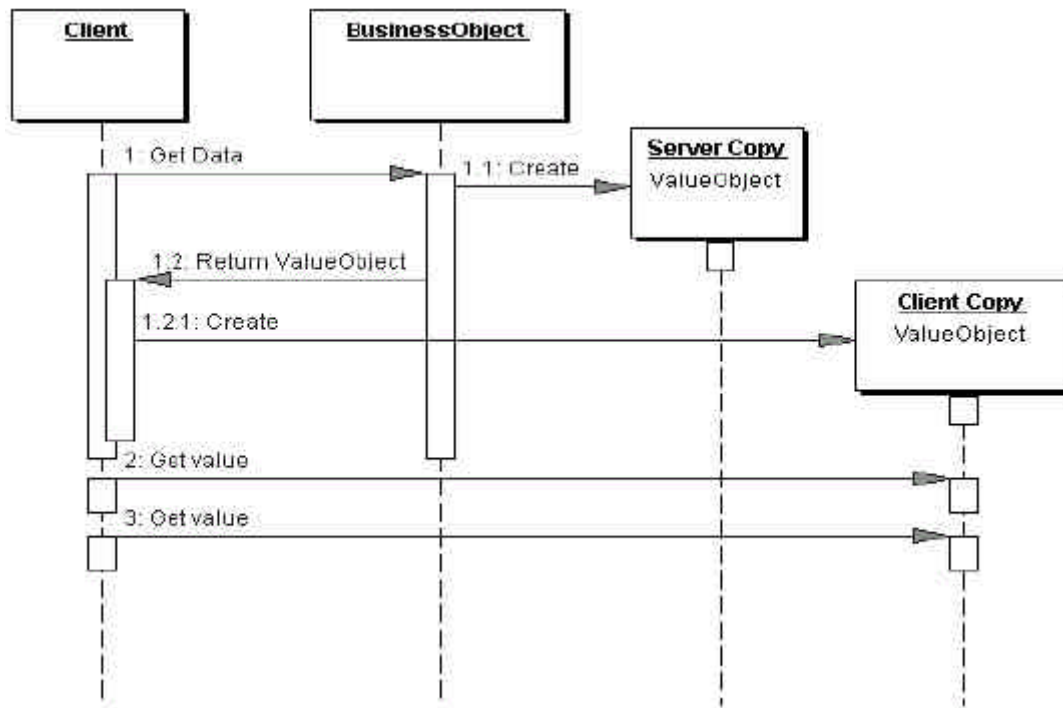 Client
BusinessObject
1: Get Data
1.1: Create
Server Copy
ValueObject
1.2: Return ValueObject
Client Copy
ValueObject
1.2.1: Create
2: Get value
3: Get value